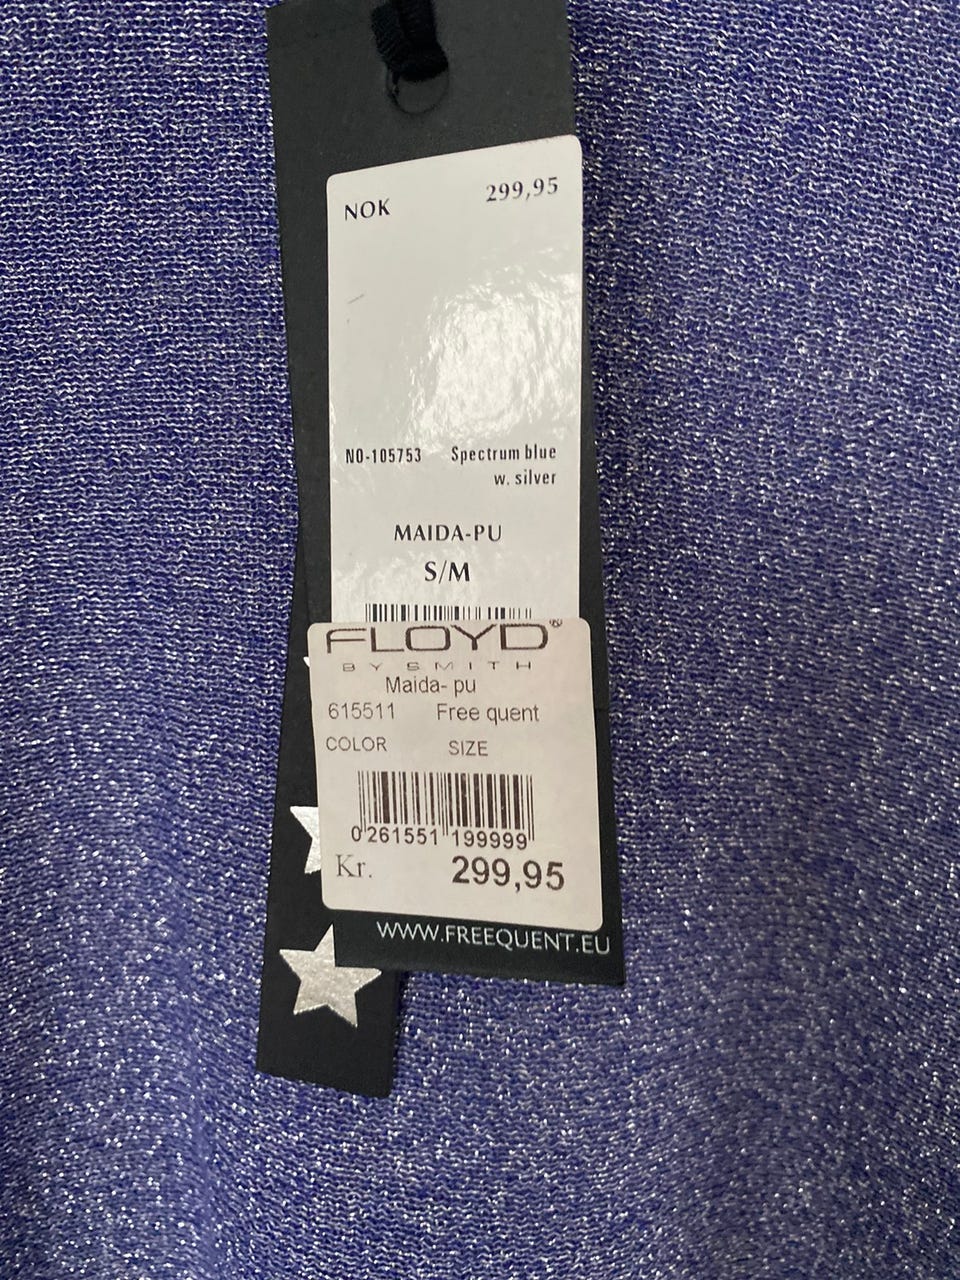 NOK 299,95
NO-105753 Spectrum blue
w. silver
MAIDA-PU
S/M
FLOYD®
BY SMITH
Maida- pu
615511 Free quent
COLOR SIZE
0 261551 199999
Kr. 299,95
WWW.FREEQUENT.EU